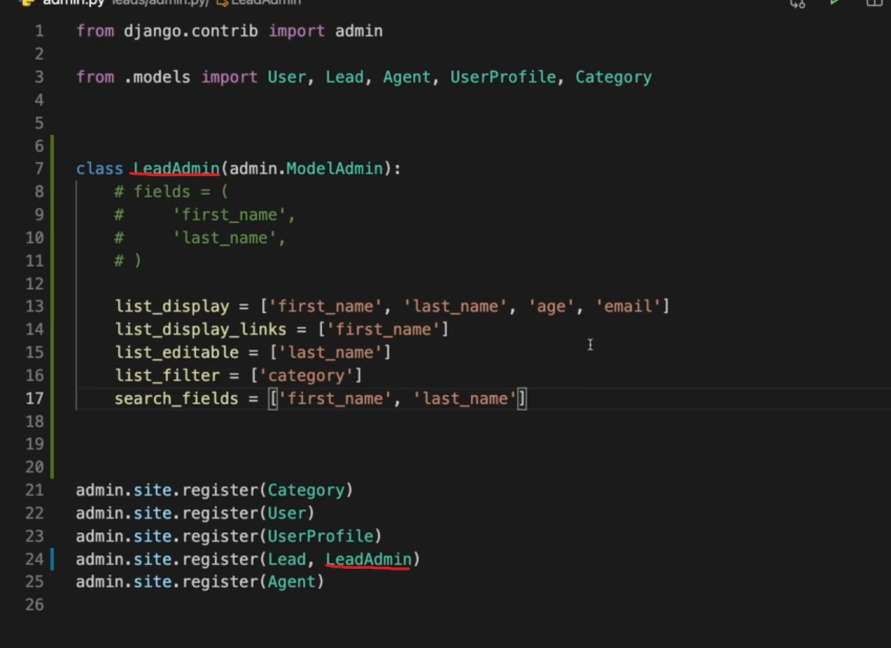 admin.py leads/admin.py/ LeadAdmin
1 from django.contrib import admin
2
3 from .models import User, Lead, Agent, UserProfile, Category
4
5
6
7 class LeadAdmin(admin.ModelAdmin):
8     # fields = (
9     #     'first_name',
10     #     'last_name',
11     # )
12
13     list_display = ['first_name', 'last_name', 'age', 'email']
14     list_display_links = ['first_name']
15     list_editable = ['last_name']
16     list_filter = ['category']
17     search_fields = ['first_name', 'last_name']
18
19
20
21 admin.site.register(Category)
22 admin.site.register(User)
23 admin.site.register(UserProfile)
24 admin.site.register(Lead, LeadAdmin)
25 admin.site.register(Agent)
26